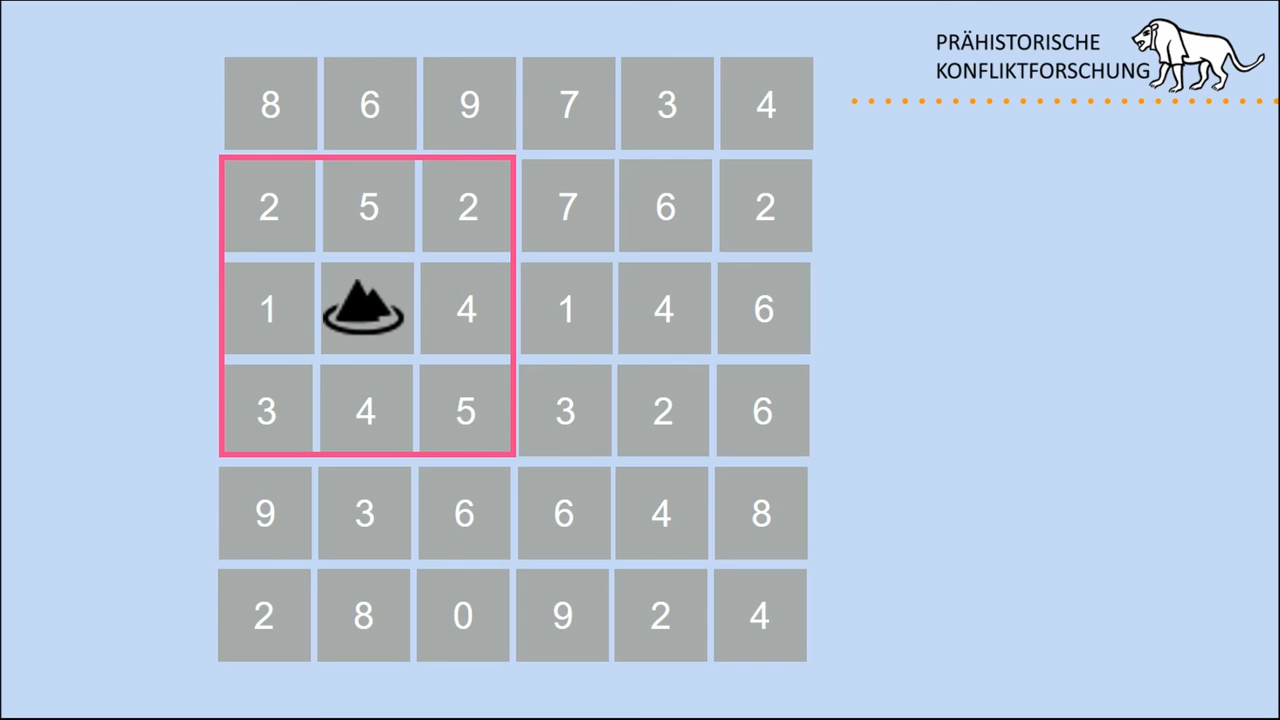 PRÄHISTORISCHE
KONFLIKTFORSCHUNG
8 6 9 7 3 4
2 5 2 7 6 2
1 4 1 4 6
3 4 5 3 2 6
9 3 6 6 4 8
2 8 0 9 2 4